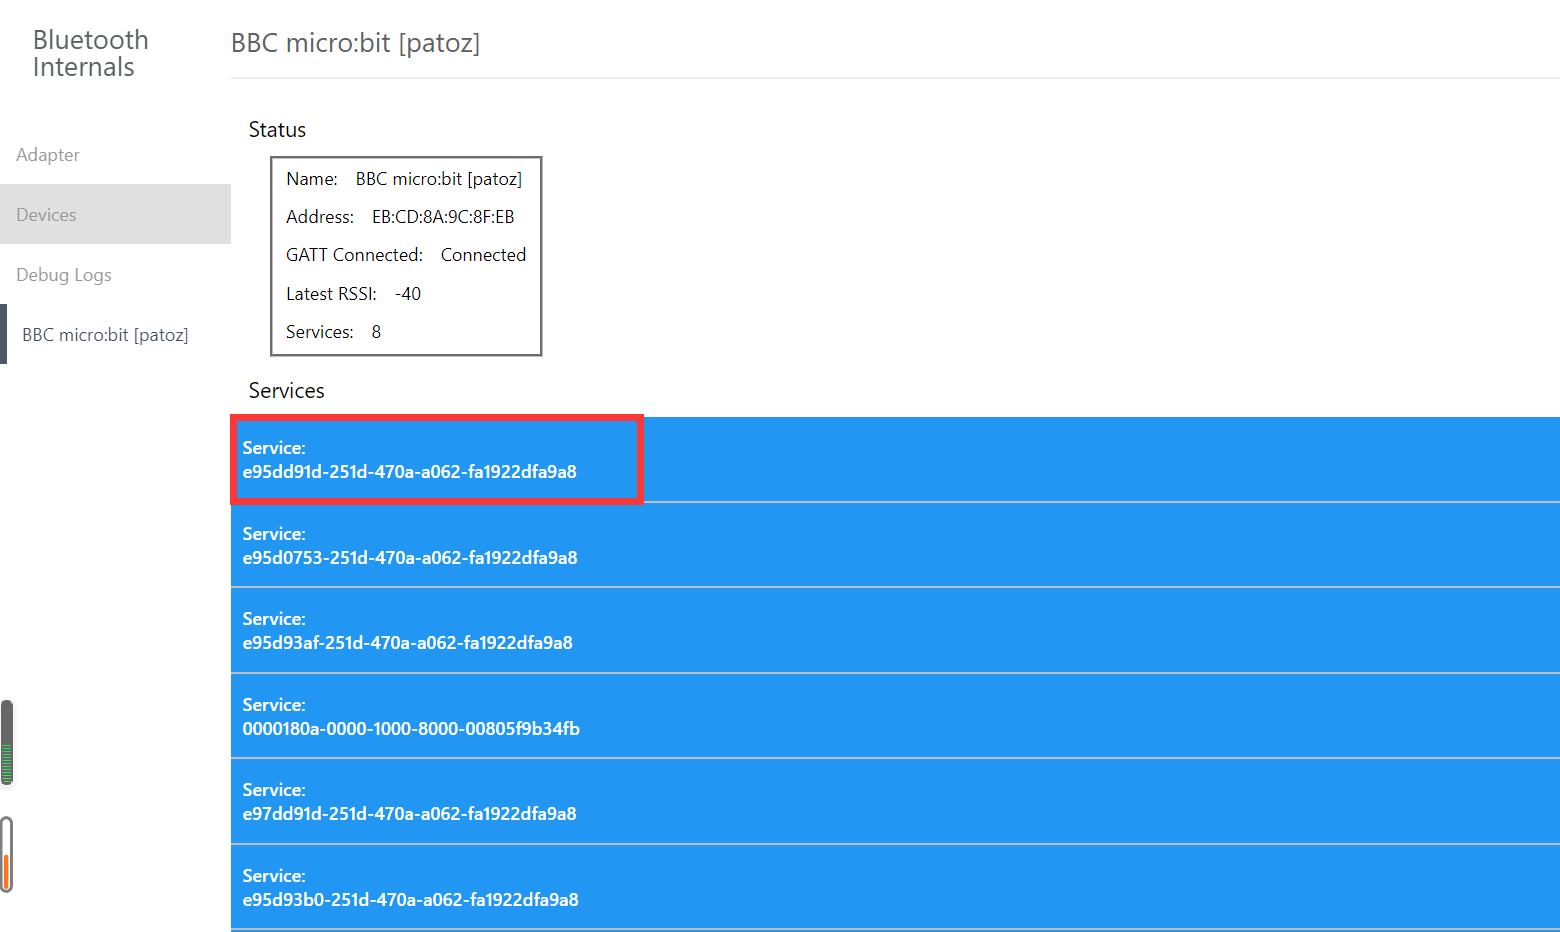 Bluetooth
Internals
Adapter
Devices
Debug Logs
BBC micro:bit [patoz]
BBC micro:bit [patoz]
Status
Name: BBC micro:bit [patoz]
Address: EB:CD:8A:9C:8F:EB
GATT Connected: Connected
Latest RSSI: -40
Services: 8
Services
Service:
e95dd91d-251d-470a-a062-fa1922dfa9a8
Service:
e95d0753-251d-470a-a062-fa1922dfa9a8
Service:
e95d93af-251d-470a-a062-fa1922dfa9a8
Service:
0000180a-0000-1000-8000-00805f9b34fb
Service:
e97dd91d-251d-470a-a062-fa1922dfa9a8
Service:
e95d93b0-251d-470a-a062-fa1922dfa9a8